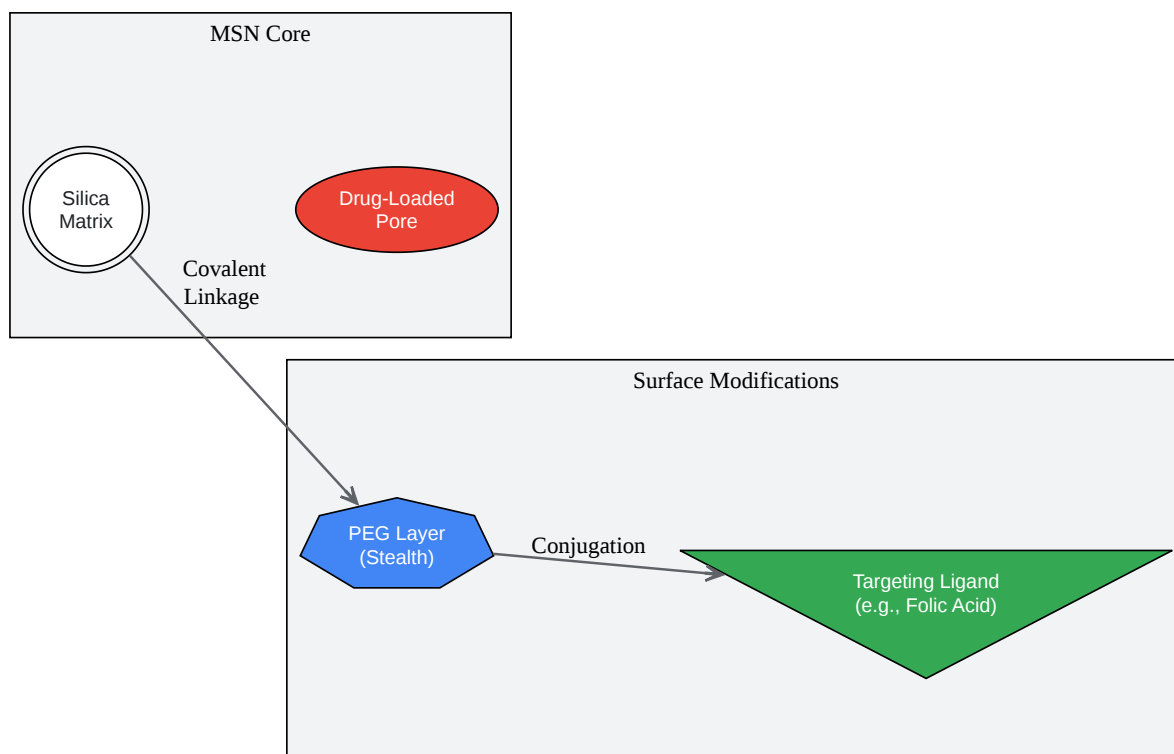 MSN Core
Silica
Matrix
Drug-Loaded
Pore
Covalent
Linkage
Surface Modifications
PEG Layer
(Stealth)
Conjugation
Targeting Ligand
(e.g., Folic Acid)